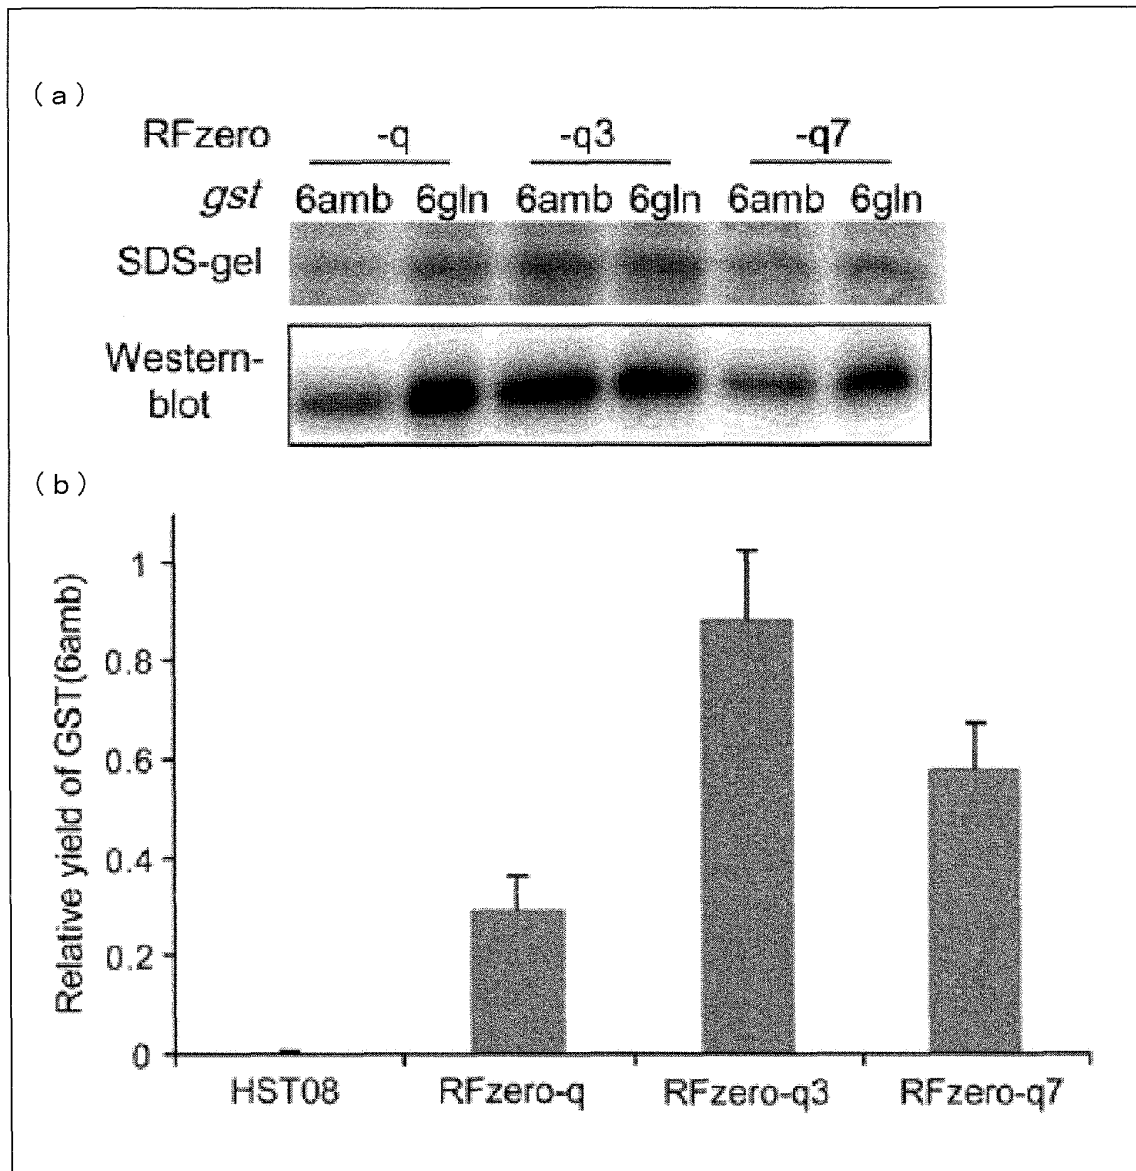 (a)
RFzero -q -q3 -q7
gst 6amb 6gln 6amb 6gln 6amb 6gln
SDS-gel
Western-
blot
(b)
Relative yield of GST(6amb)
1
0.8
0.6
0.4
0.2
0
HST08 RFzero-q RFzero-q3 RFzero-q7